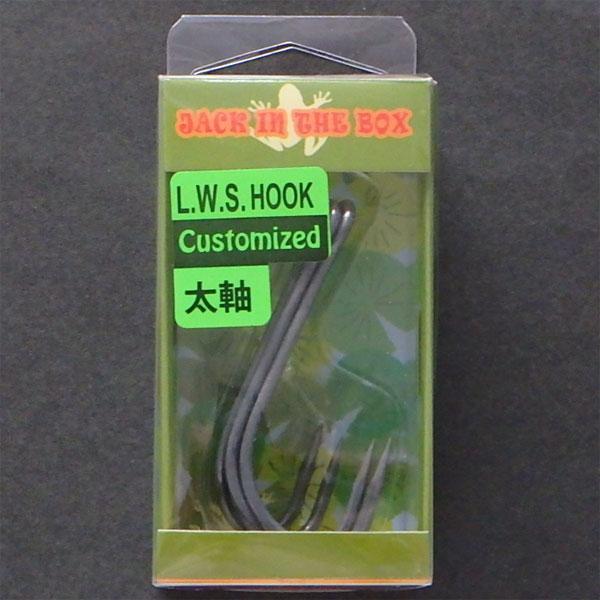 JACK IN THE BOX
L.W.S. HOOK
Customized
太軸